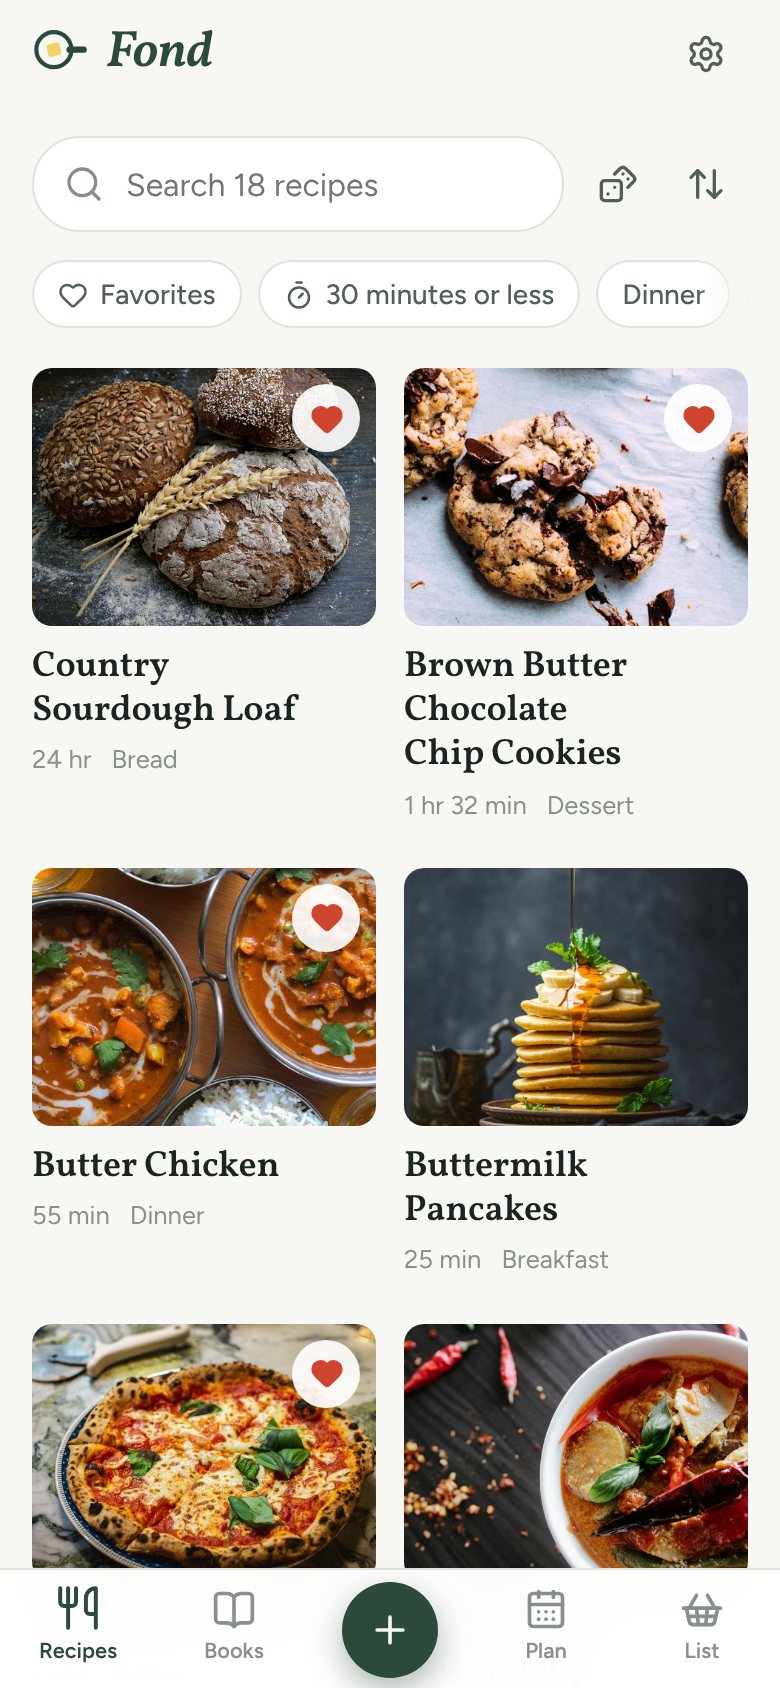 Fond
Search 18 recipes
Favorites
30 minutes or less
Dinner
Country
Sourdough Loaf
24 hr Bread
Brown Butter
Chocolate
Chip Cookies
1 hr 32 min Dessert
Butter Chicken
55 min Dinner
Buttermilk
Pancakes
25 min Breakfast
Recipes
Books
Plan
List